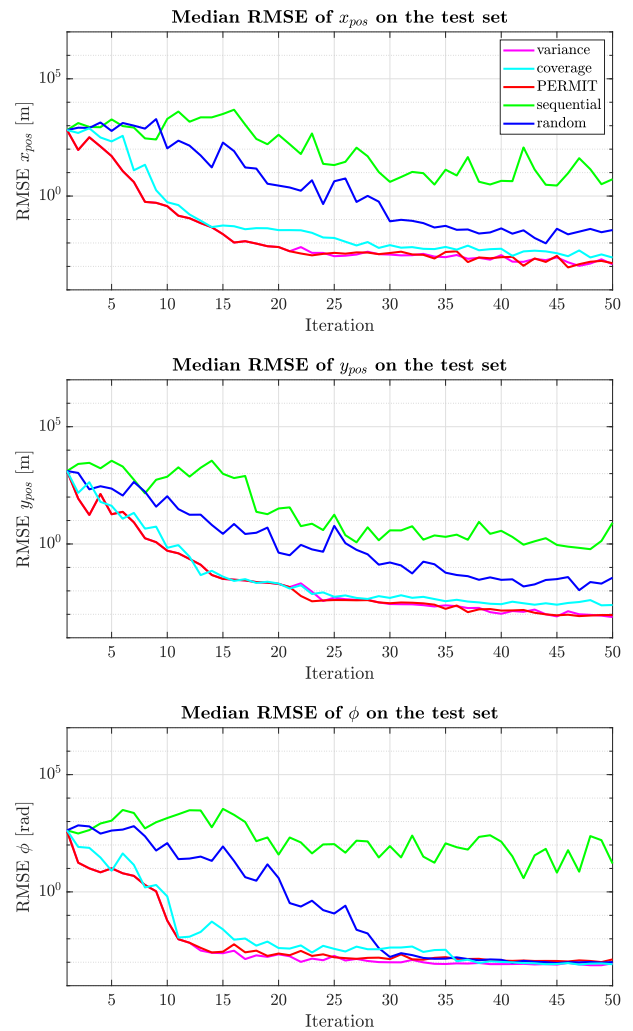 Median RMSE of x_pos on the test set
RMSE x_pos [m]
10^5
10^0
variance
coverage
PERMIT
sequential
random
5 10 15 20 25 30 35 40 45 50
Iteration
Median RMSE of y_pos on the test set
RMSE y_pos [m]
10^5
10^0
5 10 15 20 25 30 35 40 45 50
Iteration
Median RMSE of ϕ on the test set
RMSE ϕ [rad]
10^5
10^0
5 10 15 20 25 30 35 40 45 50
Iteration